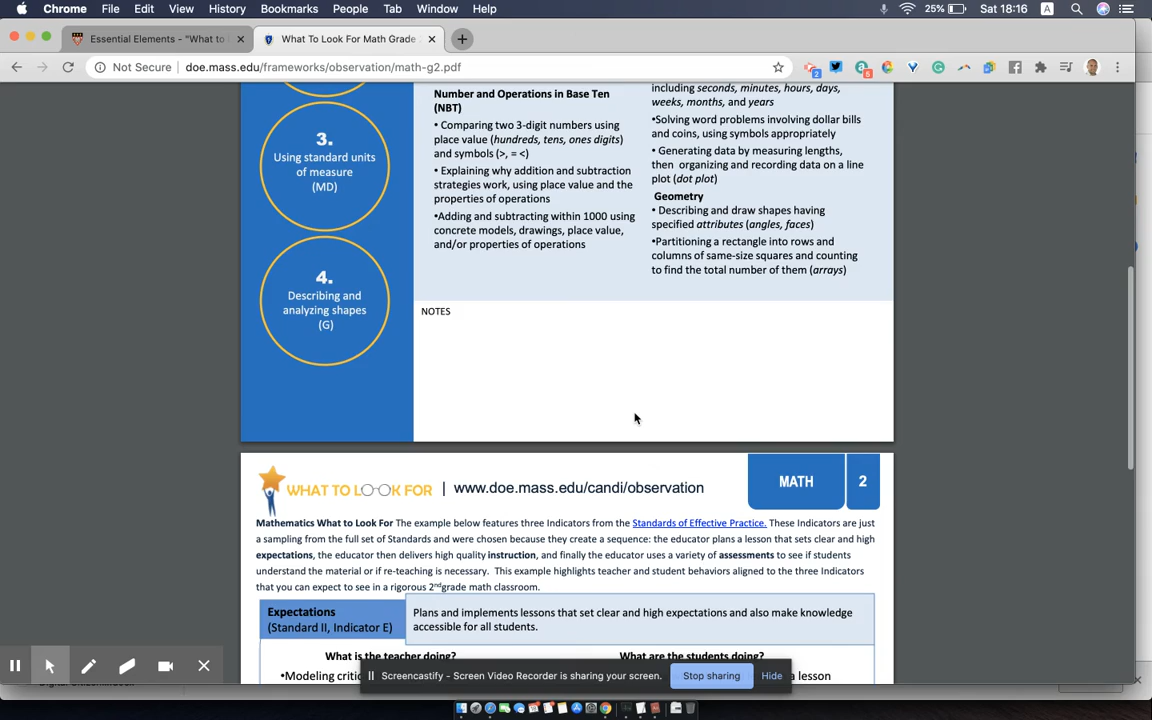 Chrome File Edit View History Bookmarks People Tab Window Help 25% Sat 18:16 A
Essential Elements - "What to
What To Look For Math Grade
Not Secure | doe.mass.edu/frameworks/observation/math-g2.pdf
2
8
3.
Using standard units
of measure
(MD)
4.
Describing and
analyzing shapes
(G)
Number and Operations in Base Ten
(NBT)
• Comparing two 3-digit numbers using
place value (hundreds, tens, ones digits)
and symbols (>, = <)
• Explaining why addition and subtraction
strategies work, using place value and the
properties of operations
•Adding and subtracting within 1000 using
concrete models, drawings, place value,
and/or properties of operations
including seconds, minutes, hours, days,
weeks, months, and years
•Solving word problems involving dollar bills
and coins, using symbols appropriately
• Generating data by measuring lengths,
then organizing and recording data on a line
plot (dot plot)
Geometry
• Describing and draw shapes having
specified attributes (angles, faces)
•Partitioning a rectangle into rows and
columns of same-size squares and counting
to find the total number of them (arrays)
NOTES
WHAT TO LOOK FOR | www.doe.mass.edu/candi/observation
MATH 2
Mathematics What to Look For The example below features three Indicators from the Standards of Effective Practice. These Indicators are just
a sampling from the full set of Standards and were chosen because they create a sequence: the educator plans a lesson that sets clear and high
expectations, the educator then delivers high quality instruction, and finally the educator uses a variety of assessments to see if students
understand the material or if re-teaching is necessary. This example highlights teacher and student behaviors aligned to the three Indicators
that you can expect to see in a rigorous 2nd grade math classroom.
Expectations
(Standard II, Indicator E)
Plans and implements lessons that set clear and high expectations and also make knowledge
accessible for all students.
What is the teacher doing?
What are the students doing?
•Modeling
a lesson
Screencastify - Screen Video Recorder is sharing your screen. Stop sharing Hide